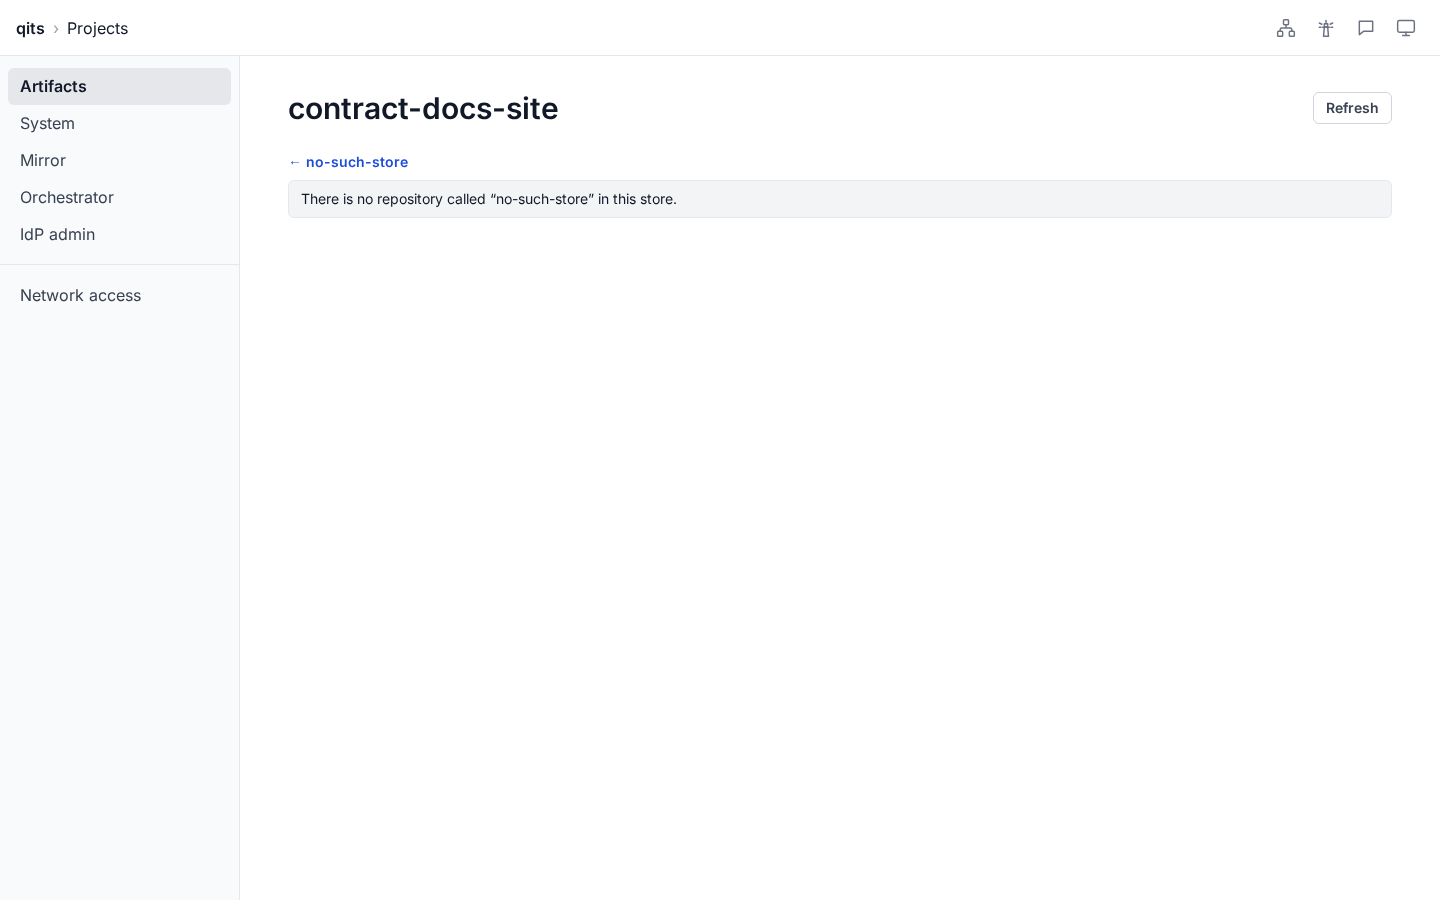 qits › Projects
Artifacts
System
Mirror
Orchestrator
IdP admin
Network access
contract-docs-site
Refresh
← no-such-store
There is no repository called “no-such-store” in this store.